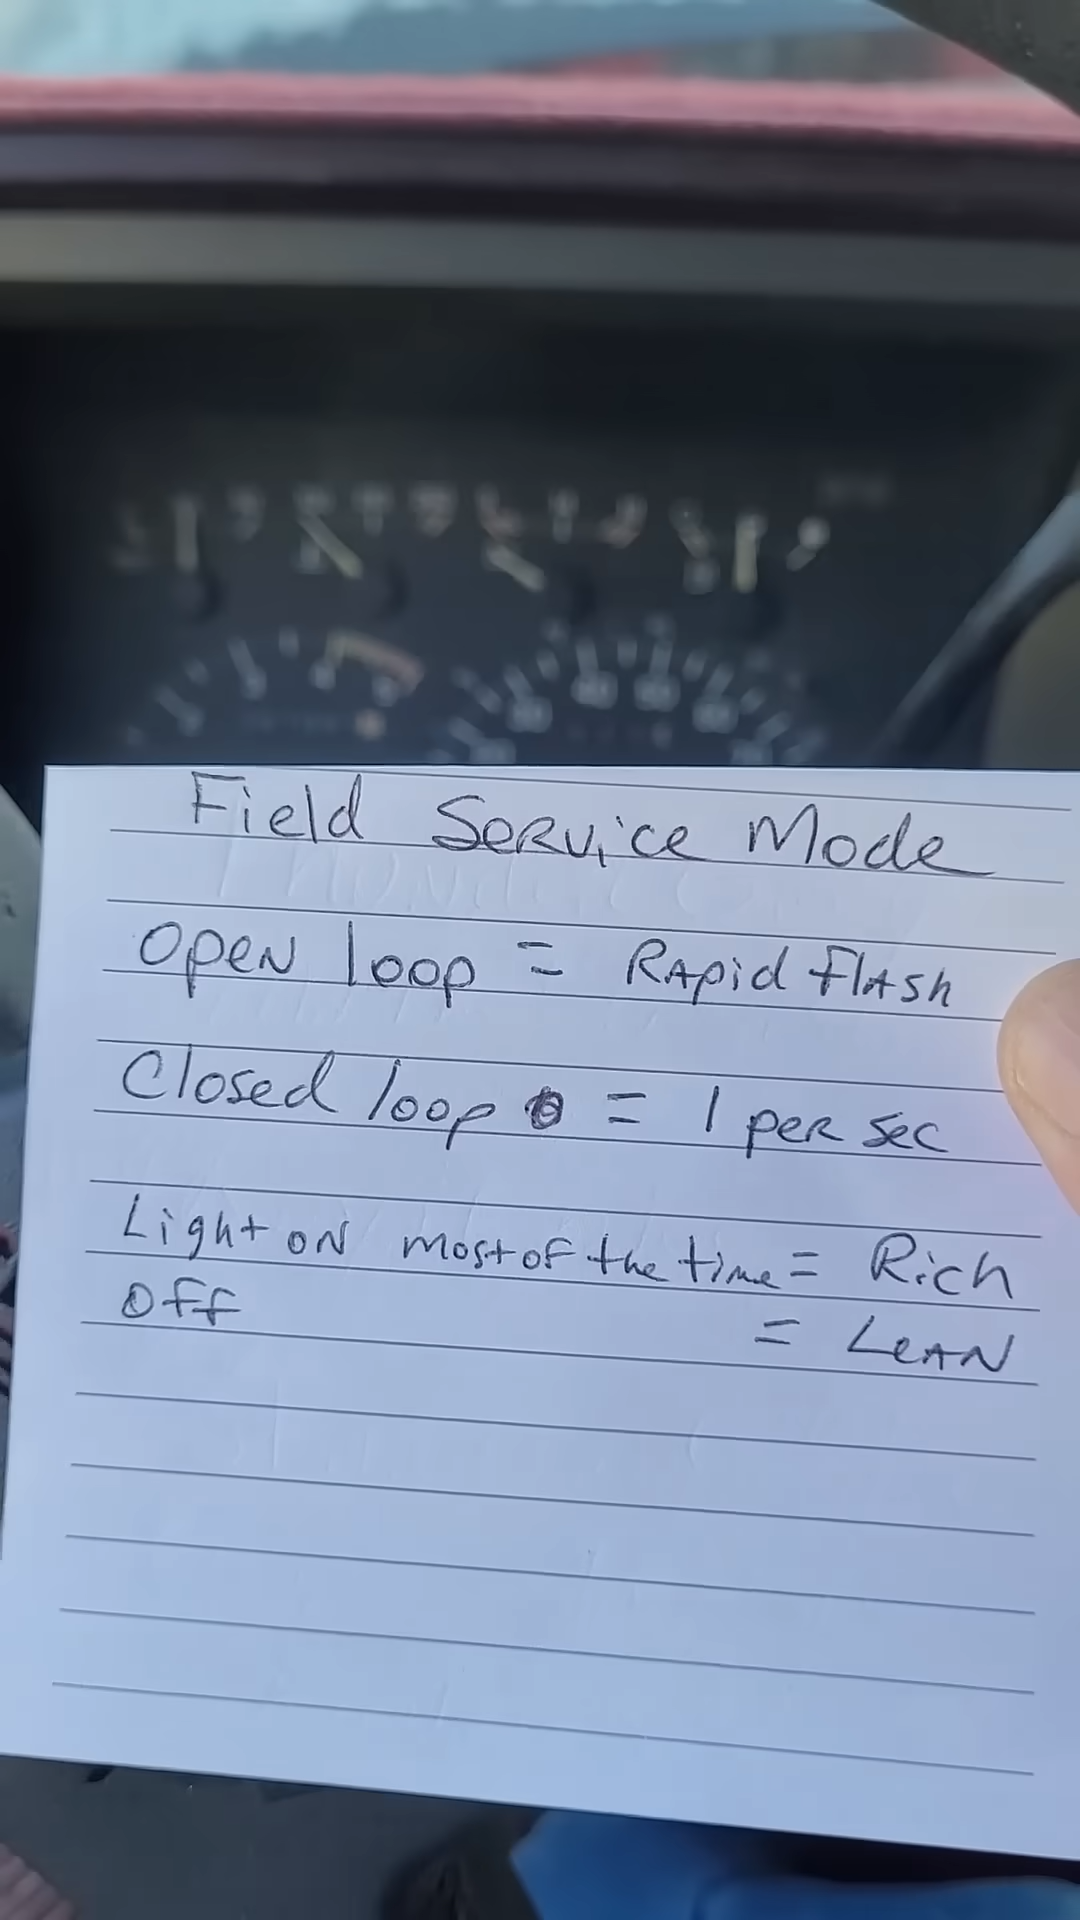 Field Service Mode
Open loop = Rapid flash
Closed loop = 1 per sec
Light on most of the time = Rich
Off = Lean